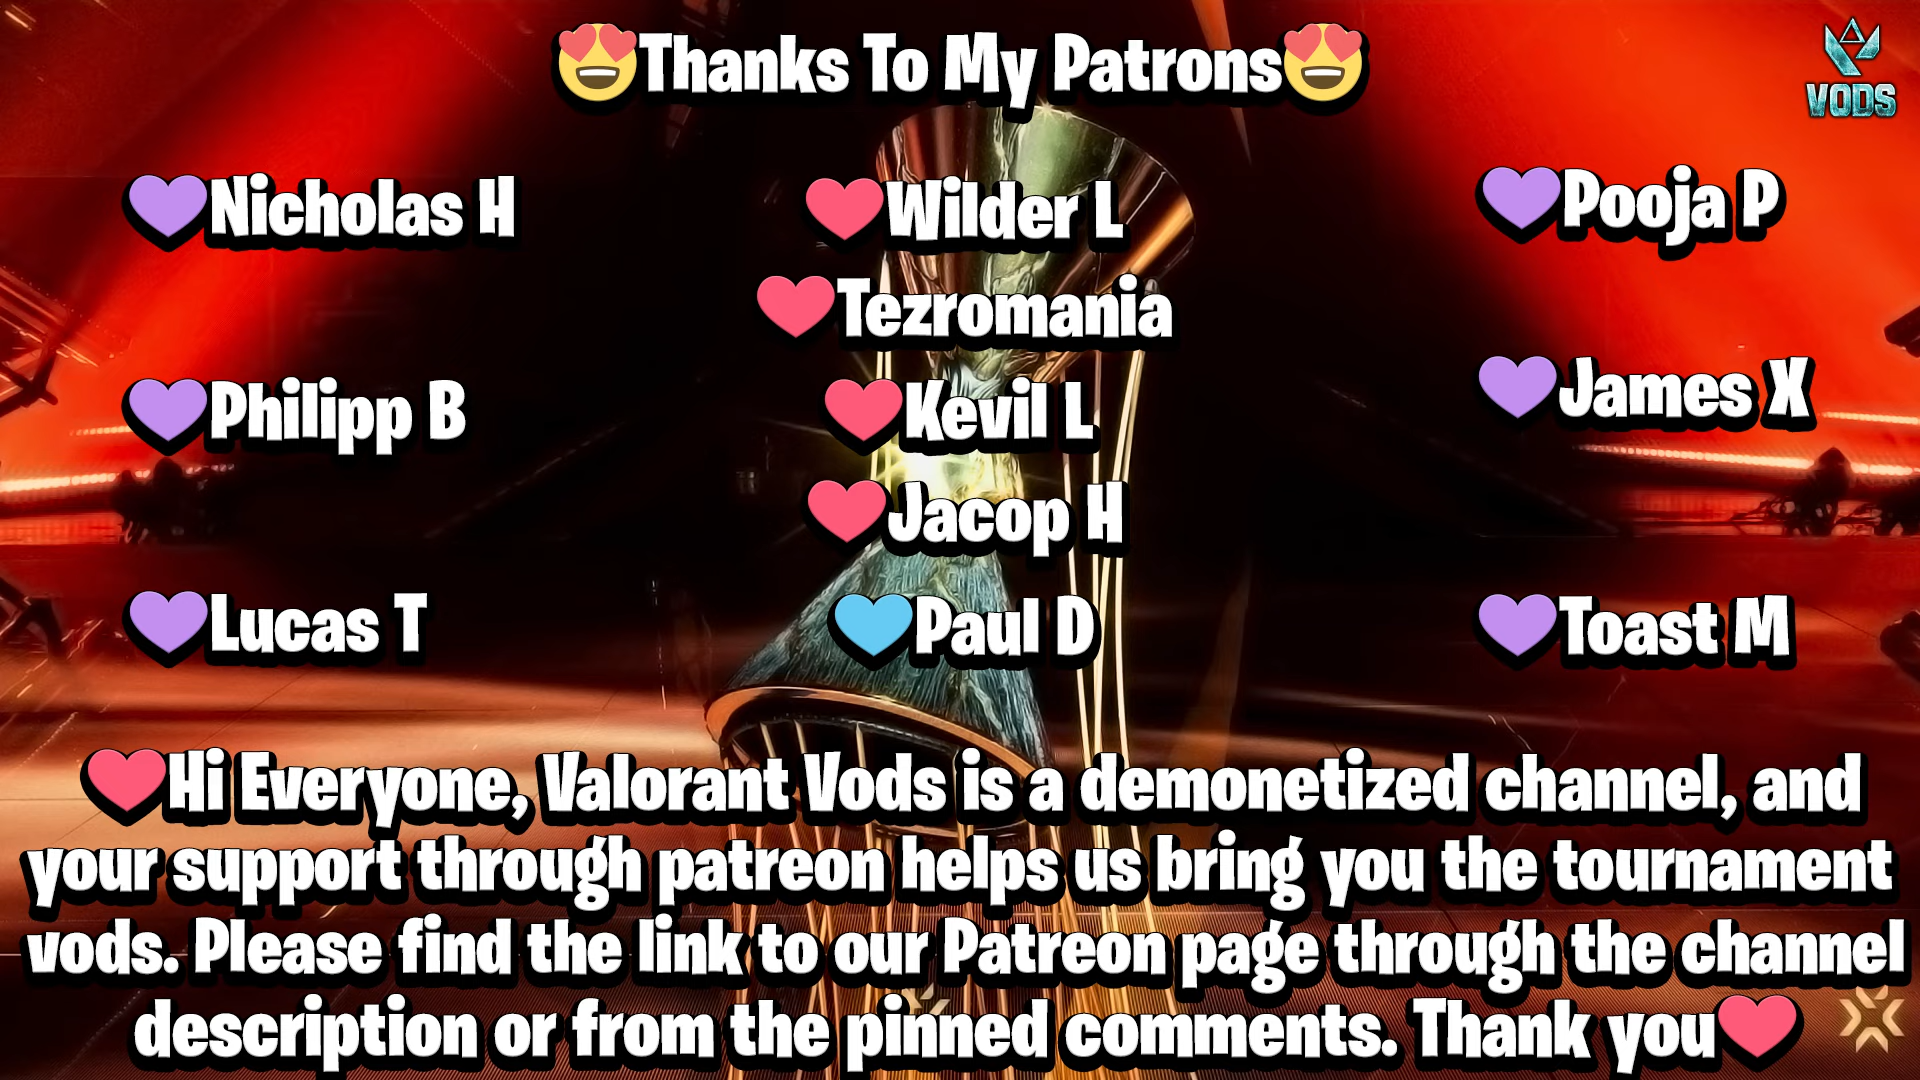 😍Thanks To My Patrons😍
VODS
💜Nicholas H
❤Wilder L
💜Pooja P
❤Tezromania
💜Philipp B
❤Kevil L
💜James X
❤Jacop H
💜Lucas T
💙Paul D
💜Toast M
❤Hi Everyone, Valorant Vods is a demonetized channel, and
your support through patreon helps us bring you the tournament
vods. Please find the link to our Patreon page through the channel
description or from the pinned comments. Thank you❤